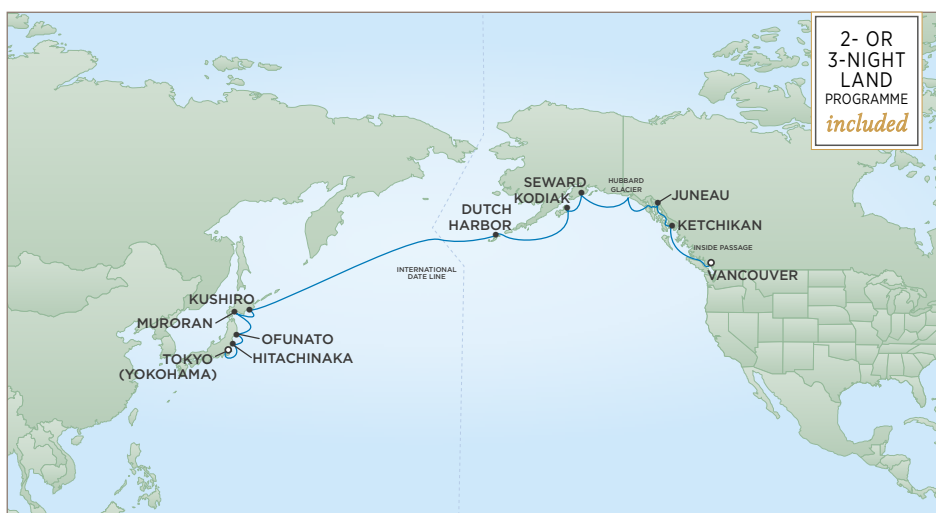 2- OR
3-NIGHT
LAND
PROGRAMME
included
SEWARD
KODIAK
HUBBARD
GLACIER
JUNEAU
DUTCH
HARBOR
KETCHIKAN
INSIDE PASSAGE
VANCOUVER
INTERNATIONAL
DATE LINE
KUSHIRO
MURORAN
OFUNATO
HITACHINAKA
TOKYO
(YOKOHAMA)